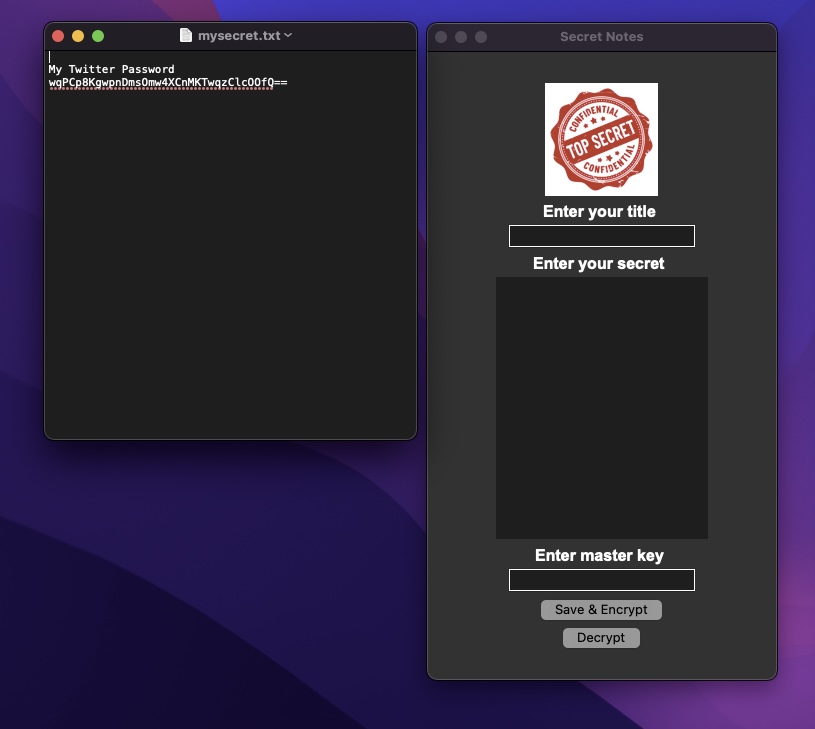 mysecret.txt
My Twitter Password
wqPCp8KgwpnDmsOmw4XCnMKTwqzClcOOfQ==
Secret Notes
CONFIDENTIAL
TOP SECRET
CONFIDENTIAL
Enter your title
Enter your secret
Enter master key
Save & Encrypt
Decrypt